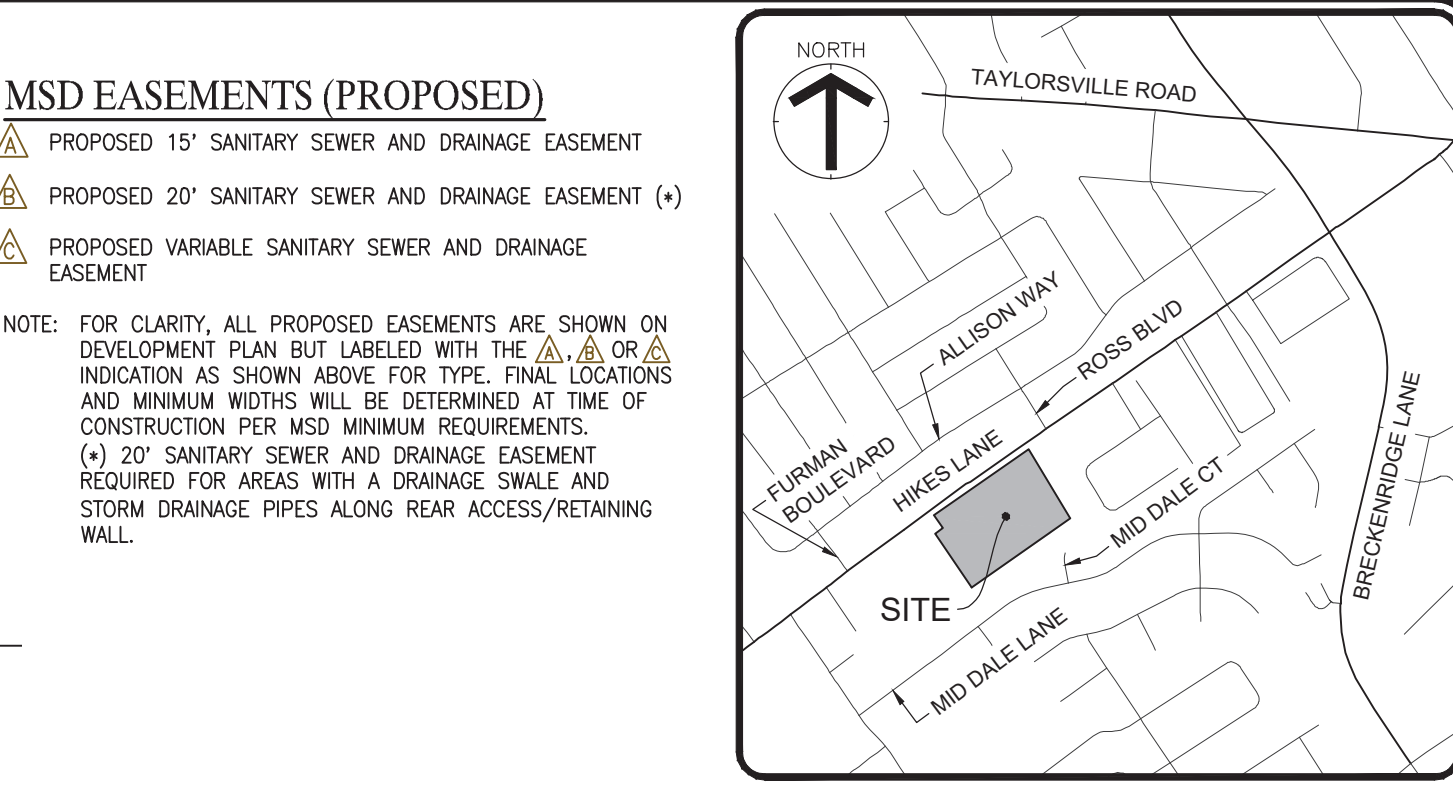 MSD EASEMENTS (PROPOSED)
A PROPOSED 15' SANITARY SEWER AND DRAINAGE EASEMENT
B PROPOSED 20' SANITARY SEWER AND DRAINAGE EASEMENT (*)
C PROPOSED VARIABLE SANITARY SEWER AND DRAINAGE
EASEMENT
NOTE: FOR CLARITY, ALL PROPOSED EASEMENTS ARE SHOWN ON
DEVELOPMENT PLAN BUT LABELED WITH THE A, B OR C
INDICATION AS SHOWN ABOVE FOR TYPE. FINAL LOCATIONS
AND MINIMUM WIDTHS WILL BE DETERMINED AT TIME OF
CONSTRUCTION PER MSD MINIMUM REQUIREMENTS.
(*) 20' SANITARY SEWER AND DRAINAGE EASEMENT
REQUIRED FOR AREAS WITH A DRAINAGE SWALE AND
STORM DRAINAGE PIPES ALONG REAR ACCESS/RETAINING
WALL.
NORTH
TAYLORSVILLE ROAD
ALLISON WAY
ROSS BLVD
BRECKENRIDGE LANE
FURMAN
BOULEVARD
HIKES LANE
MID DALE CT
SITE
MID DALE LANE